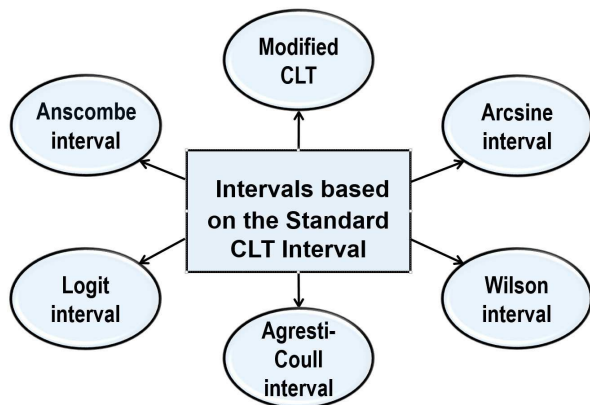 Modified
CLT
Anscombe
interval
Arcsine
interval
Intervals based
on the Standard
CLT Interval
Logit
interval
Wilson
interval
Agresti-
Coull
interval